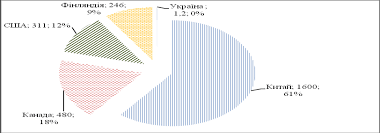 Фінляндія; 246;
9%
Україна;
1,2; 0%
США; 311; 12%
Китай; 1600;
61%
Канада; 480;
18%